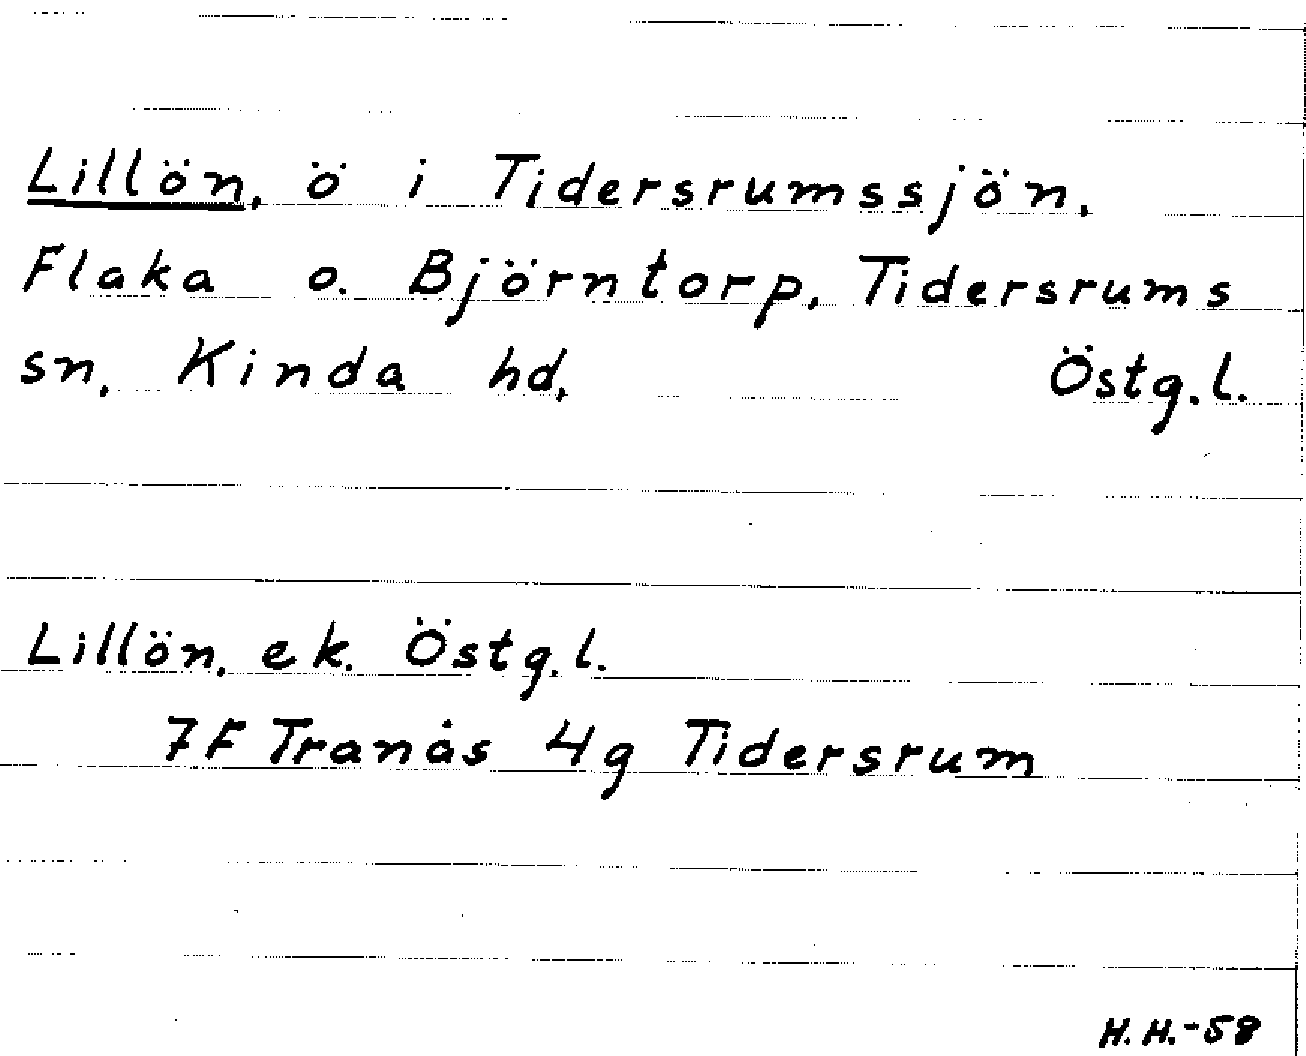 Lillön, ö i Tidersrumssjön,
Flaka o. Björntorp, Tidersrums
sn, Kinda hd, Östg.l.
Lillön, ek. Östg.l.
7F Tranås 4g Tidersrum
H.H.-58